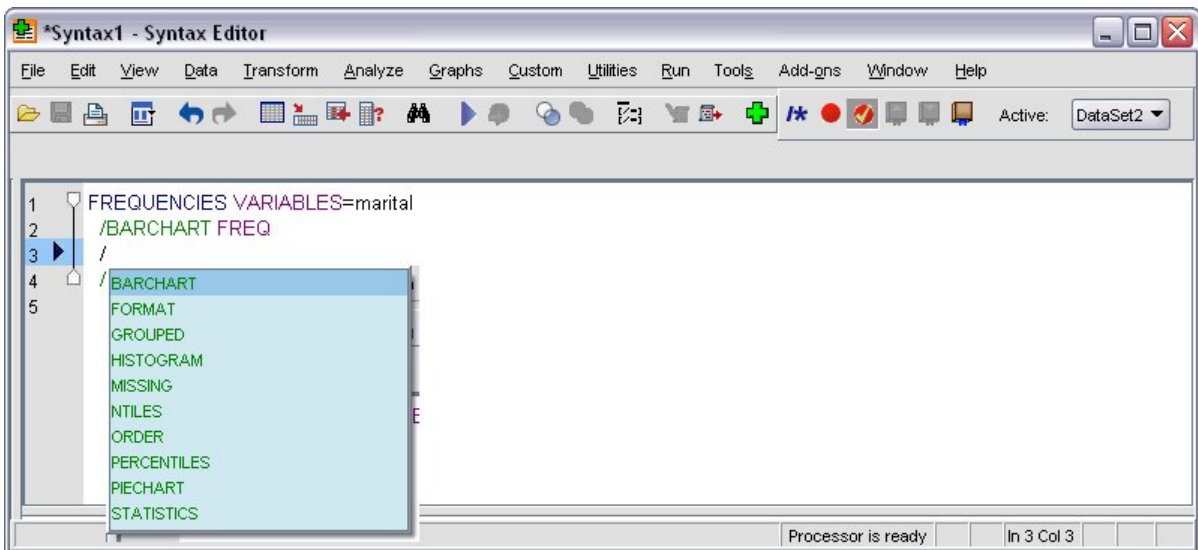 *Syntax1 - Syntax Editor
File Edit View Data Transform Analyze Graphs Custom Utilities Run Tools Add-ons Window Help
Active: DataSet2
1 FREQUENCIES VARIABLES=marital
2 /BARCHART FREQ
3 /
4 /
5
BARCHART
FORMAT
GROUPED
HISTOGRAM
MISSING
NTILES
ORDER
PERCENTILES
PIECHART
STATISTICS
Processor is ready In 3 Col 3